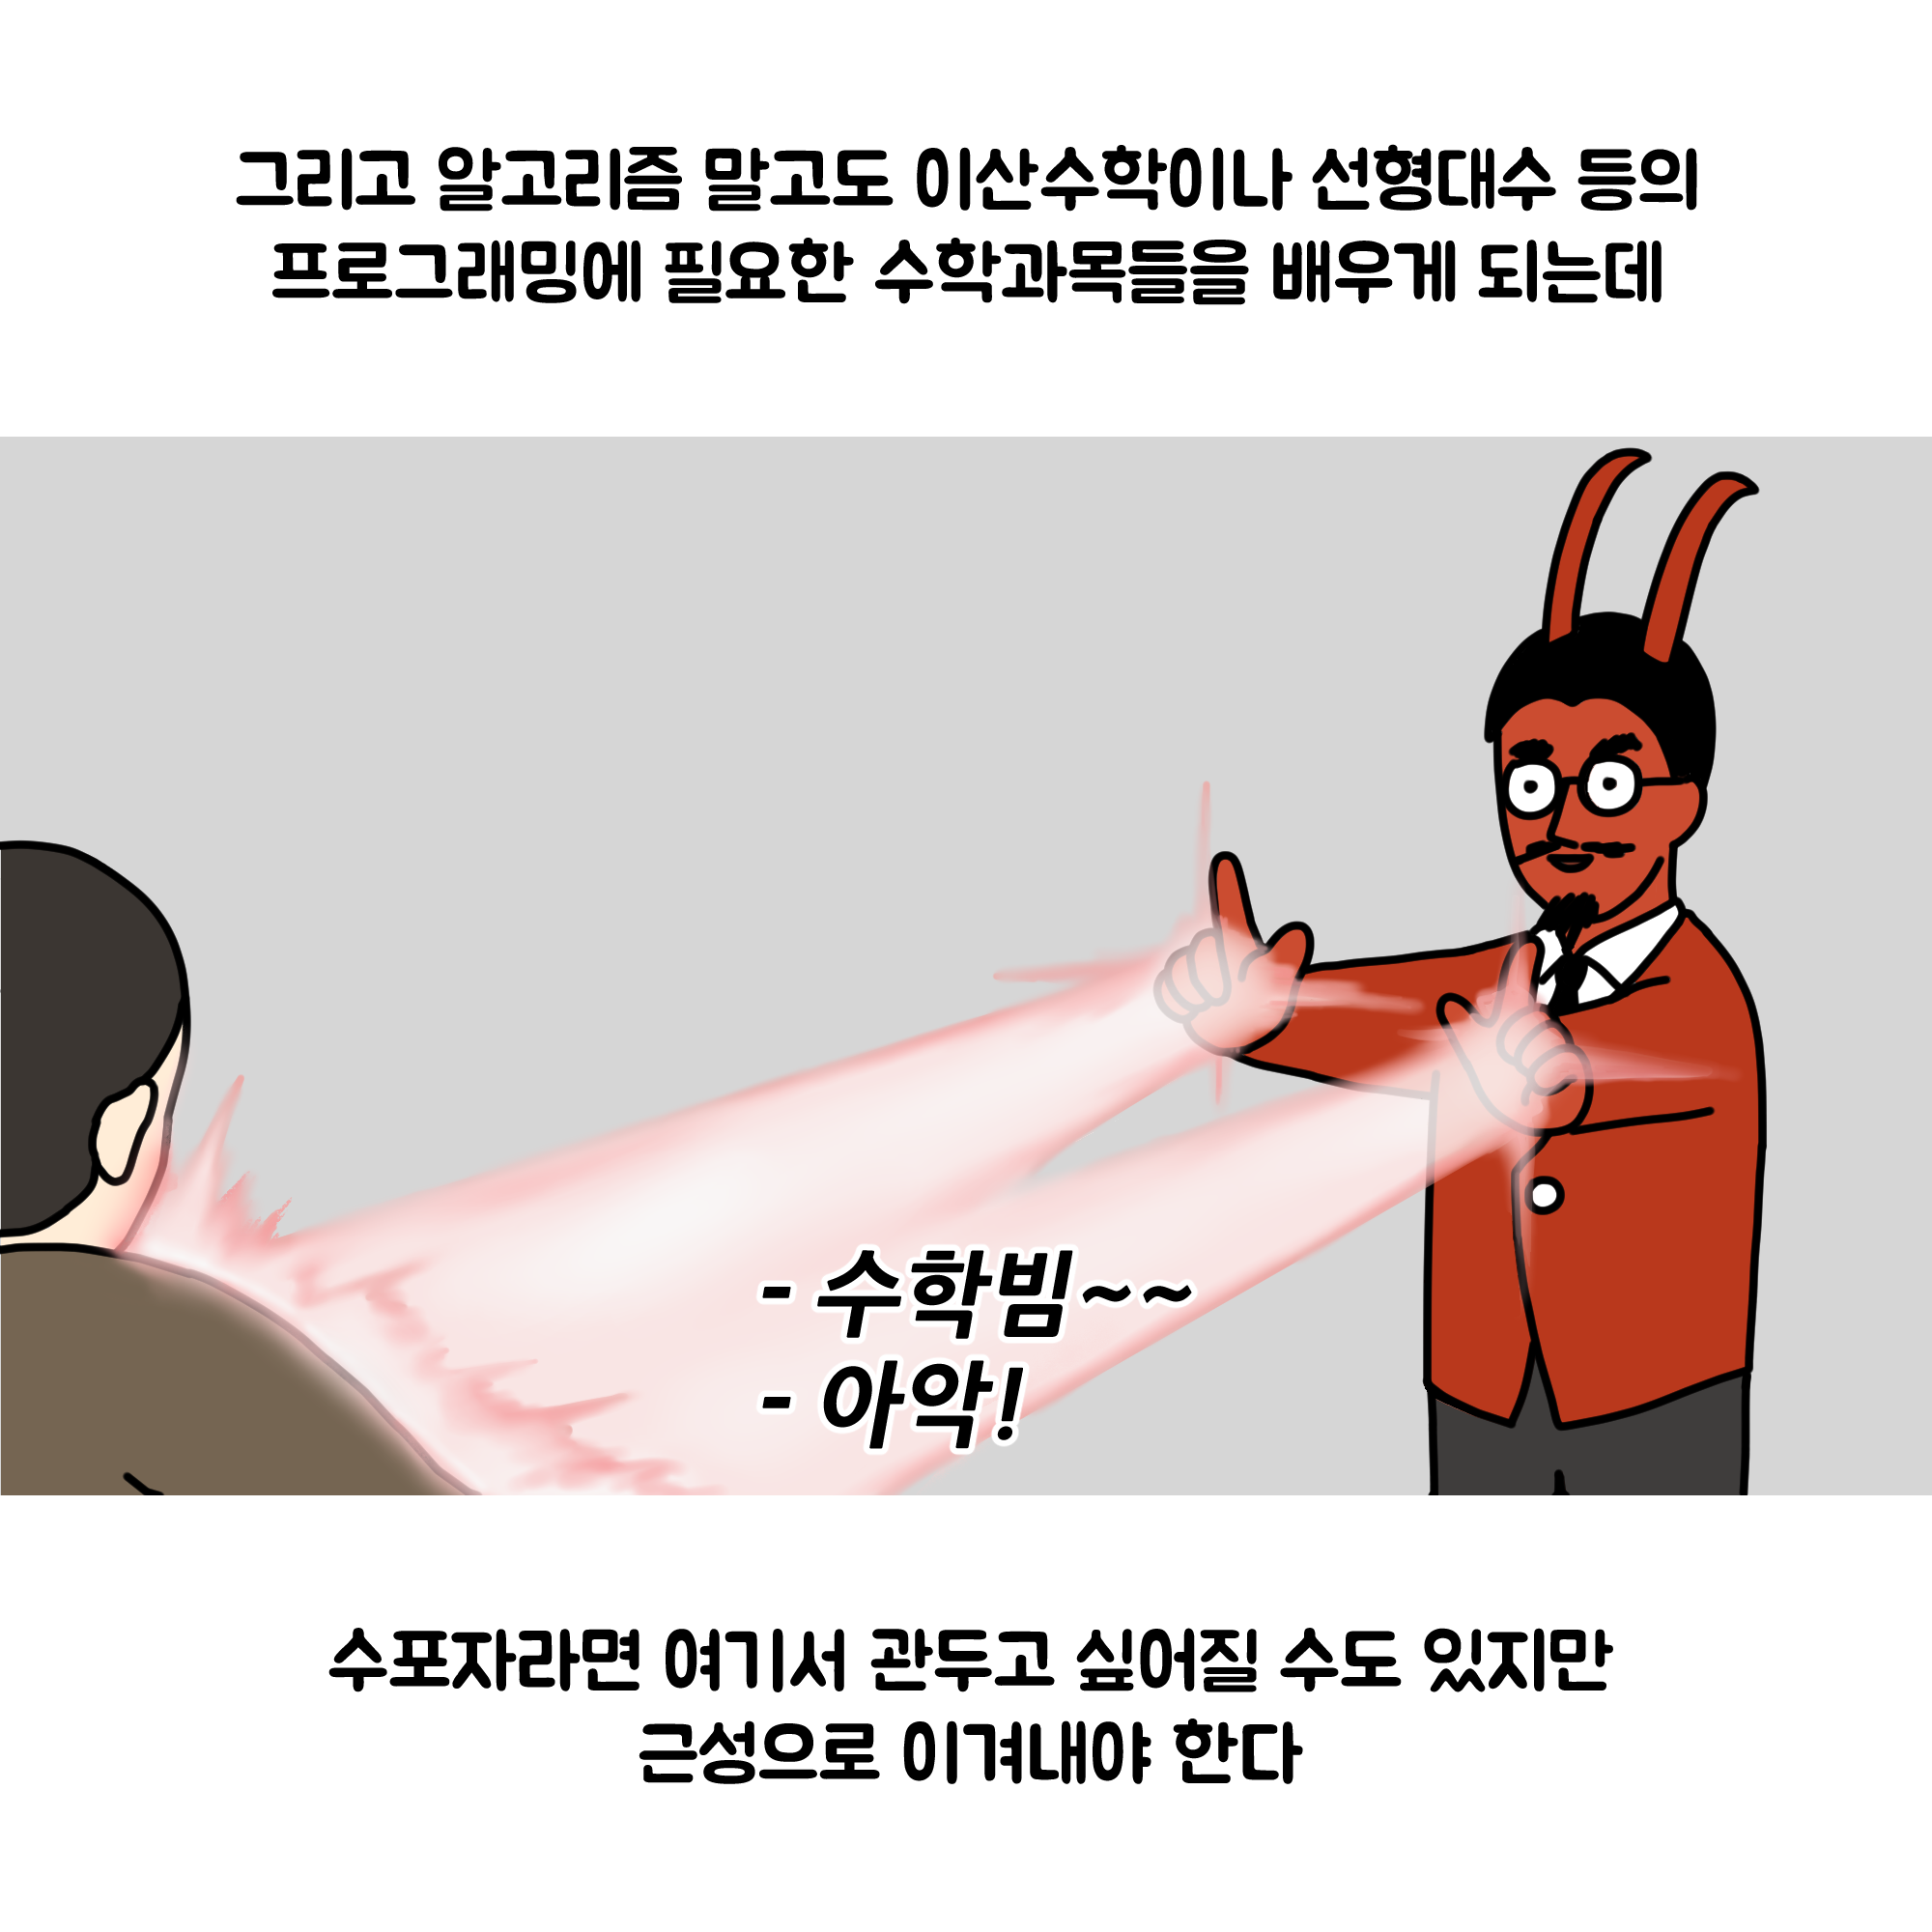 그리고 알고리즘 말고도 이산수학이나 선형대수 등의
프로그래밍에 필요한 수학과목들을 배우게 되는데
- 수학빔~~
- 아악!
수포자라면 여기서 관두고 싶어질 수도 있지만
근성으로 이겨내야 한다